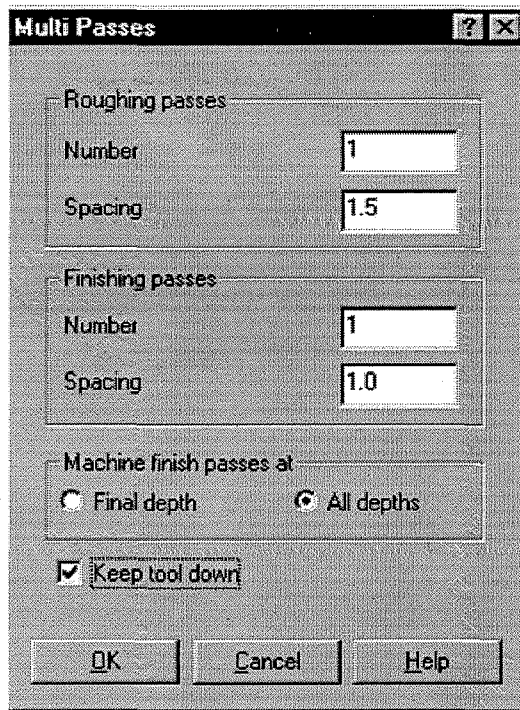 Multi Passes ? X
Roughing passes
Number 1
Spacing 1.5
Finishing passes
Number 1
Spacing 1.0
Machine finish passes at
Final depth All depths
Keep tool down
OK Cancel Help